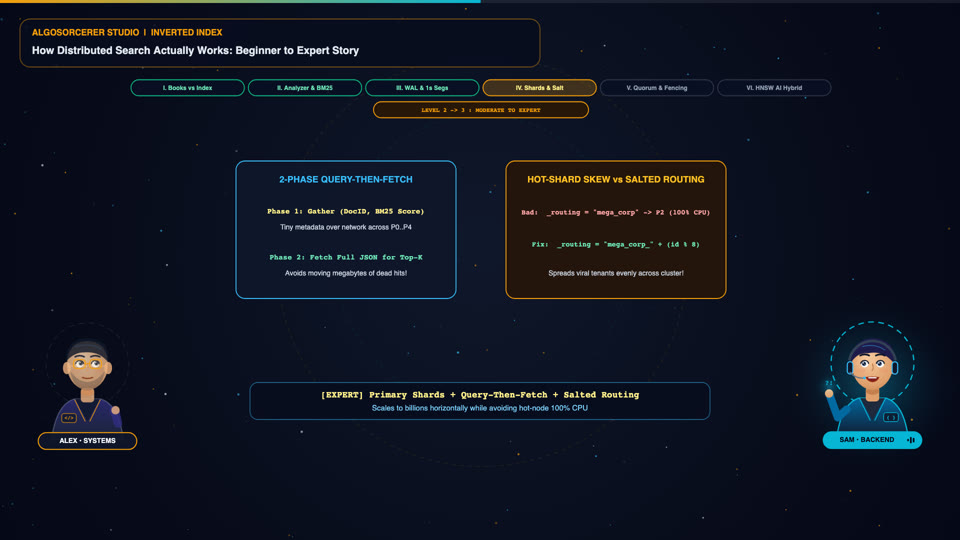 ALGOSORCERER STUDIO | INVERTED INDEX
How Distributed Search Actually Works: Beginner to Expert Story
I. Books vs Index
II. Analyzer & BM25
III. WAL & 1s Segs
IV. Shards & Salt
V. Quorum & Fencing
VI. HNSW AI Hybrid
LEVEL 2 -> 3 : MODERATE TO EXPERT
2-PHASE QUERY-THEN-FETCH
Phase 1: Gather (DocID, BM25 Score)
Tiny metadata over network across P0..P4
Phase 2: Fetch Full JSON for Top-K
Avoids moving megabytes of dead hits!
HOT-SHARD SKEW vs SALTED ROUTING
Bad: _routing = "mega_corp" -> P2 (100% CPU)
Fix: _routing = "mega_corp_" + (id % 8)
Spreads viral tenants evenly across cluster!
[EXPERT] Primary Shards + Query-Then-Fetch + Salted Routing
Scales to billions horizontally while avoiding hot-node 100% CPU
</>
ALEX • SYSTEMS
{ }
SAM • BACKEND